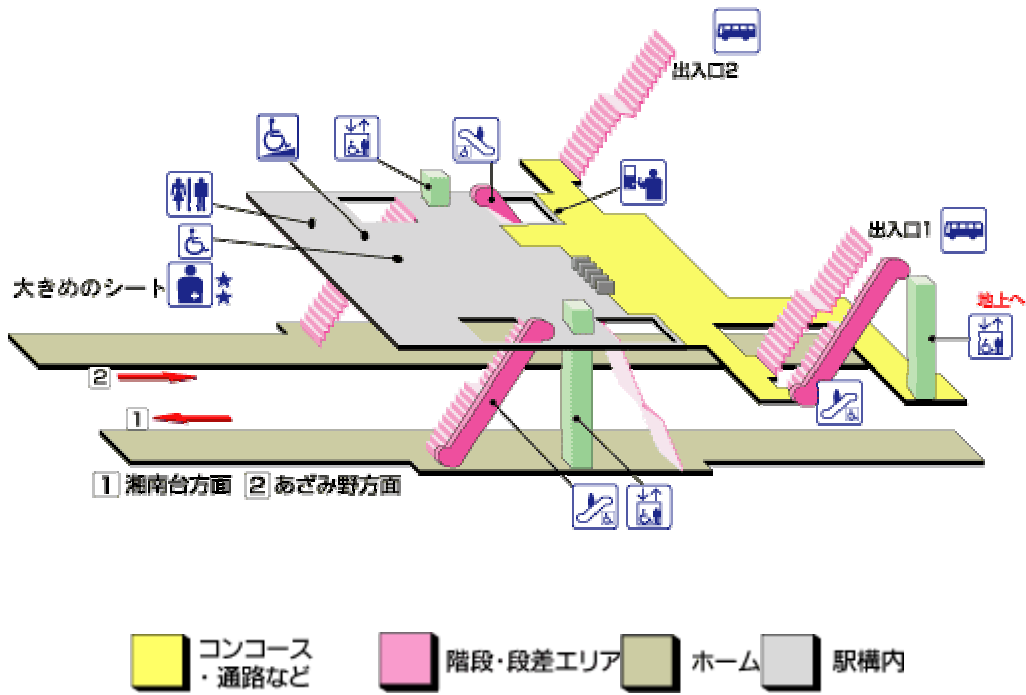 出入口2
出入口1
大きめのシート
地上へ
2
1
1 湘南台方面 2 あざみ野方面
コンコース
・通路など
階段・段差エリア
ホーム
駅構内